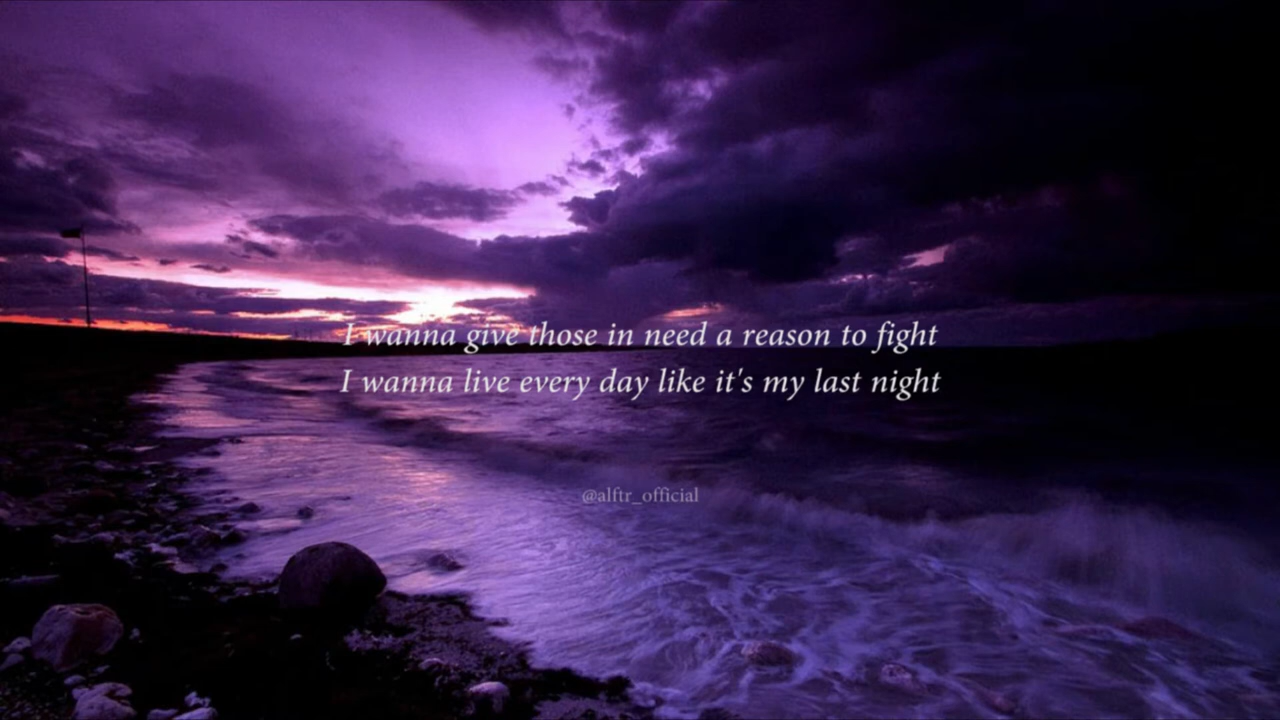 I wanna give those in need a reason to fight
I wanna live every day like it's my last night
@alftr_official